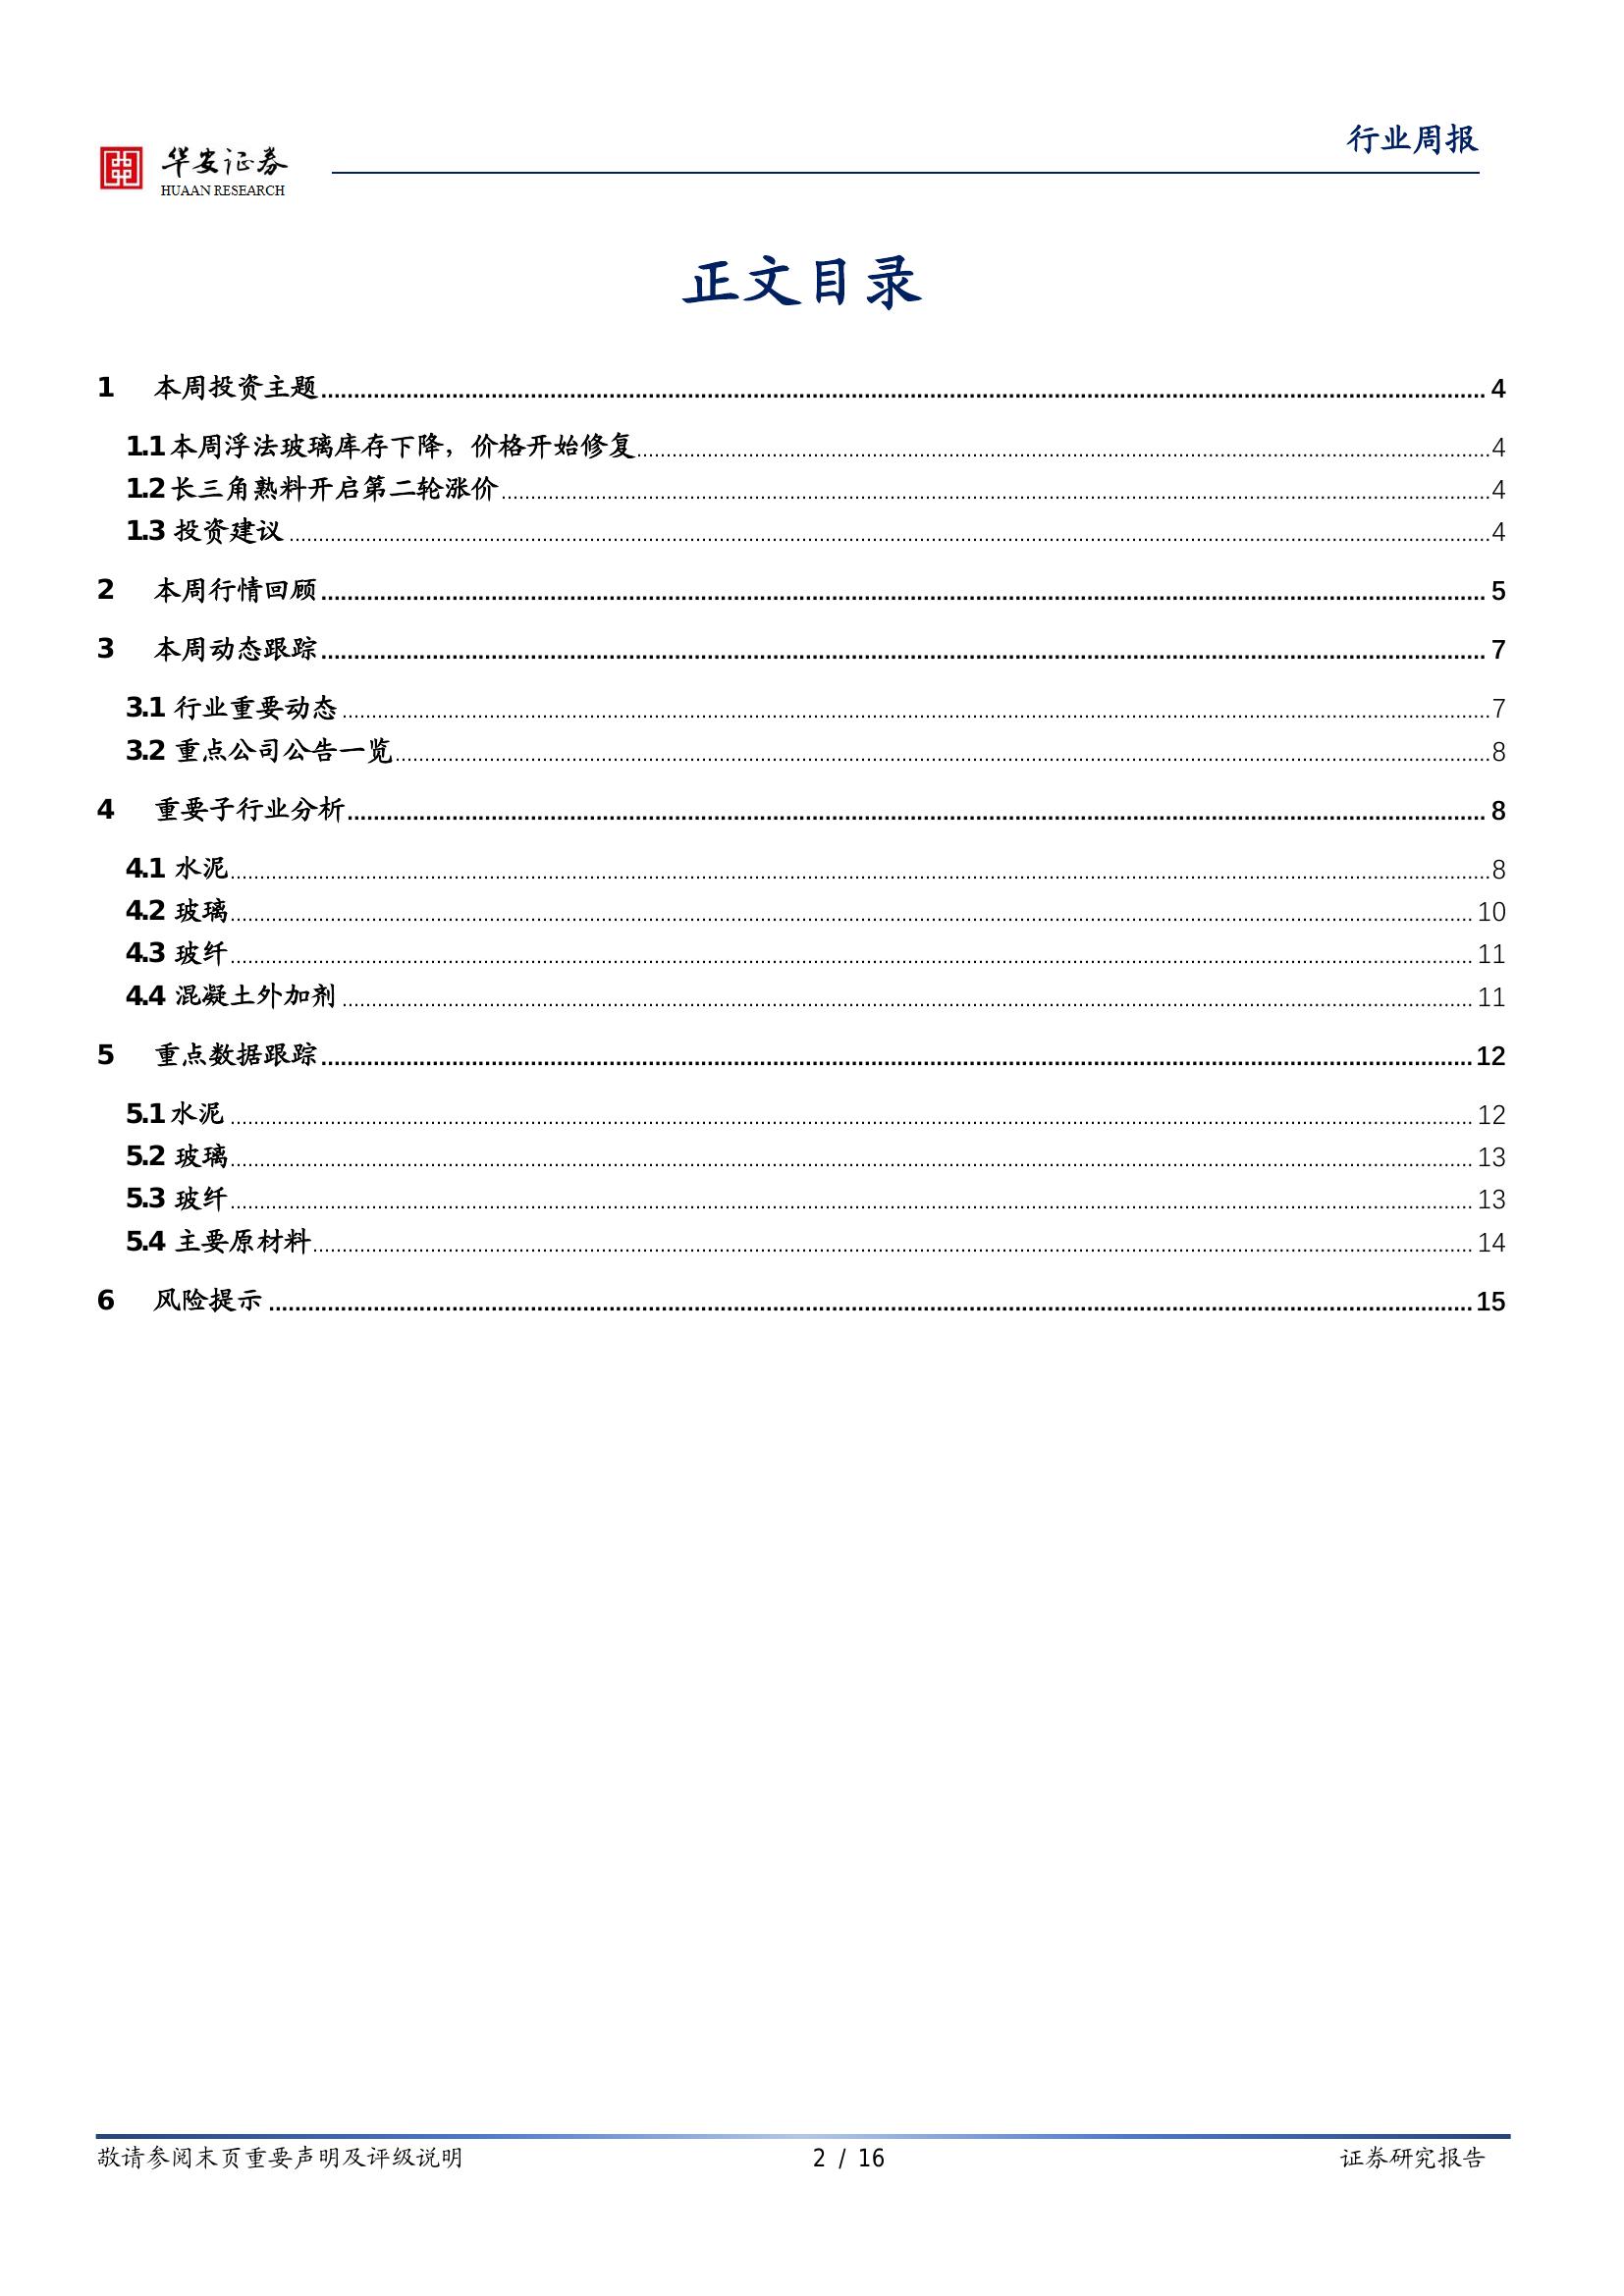 行业周报
华安证券
HUAAN RESEARCH
正文目录
1 本周投资主题 4
1.1本周浮法玻璃库存下降，价格开始修复 4
1.2长三角熟料开启第二轮涨价 4
1.3 投资建议 4
2 本周行情回顾 5
3 本周动态跟踪 7
3.1 行业重要动态 7
3.2 重点公司公告一览 8
4 重要子行业分析 8
4.1 水泥 8
4.2 玻璃 10
4.3 玻纤 11
4.4 混凝土外加剂 11
5 重点数据跟踪 12
5.1水泥 12
5.2 玻璃 13
5.3 玻纤 13
5.4 主要原材料 14
6 风险提示 15
敬请参阅末页重要声明及评级说明 2 / 16 证券研究报告